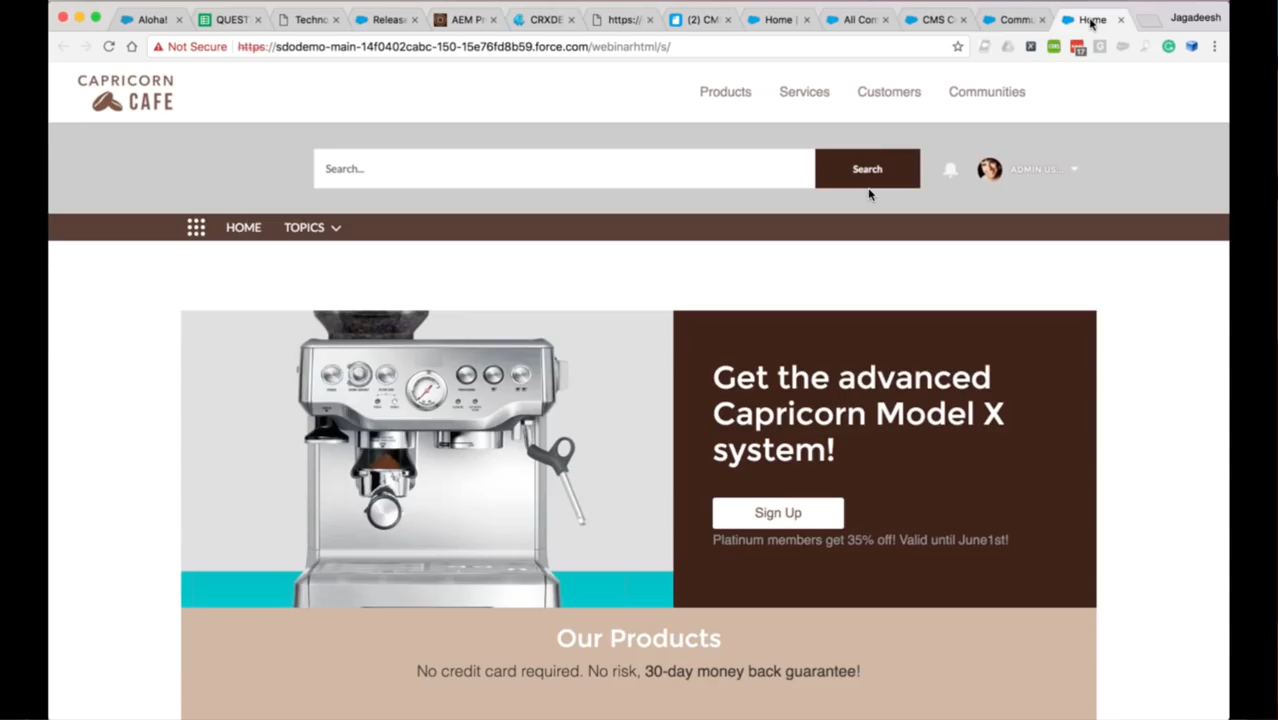 Aloha!
QUEST
Techno
Release
AEM Pr
CRXDE
https:/
(2) CM
Home |
All Com
CMS C
Commu
Home
Jagadeesh
Not Secure
https://sdodemo-main-14f0402cabc-150-15e76fd8b59.force.com/webinarhtml/s/
17
CAPRICORN
CAFE
Products
Services
Customers
Communities
Search...
Search
ADMIN US...
HOME
TOPICS
Get the advanced
Capricorn Model X
system!
Sign Up
Platinum members get 35% off! Valid until June1st!
Our Products
No credit card required. No risk, 30-day money back guarantee!